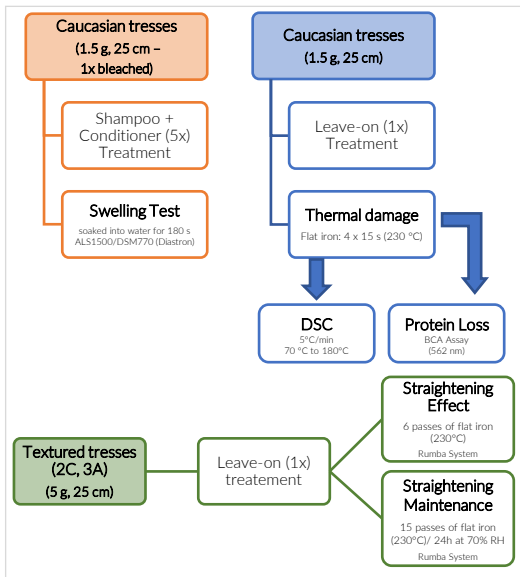 Caucasian tresses
(1.5 g, 25 cm –
1x bleached)
Shampoo +
Conditioner (5x)
Treatment
Swelling Test
soaked into water for 180 s
ALS1500/DSM770 (Diastron)
Caucasian tresses
(1.5 g, 25 cm)
Leave-on (1x)
Treatment
Thermal damage
Flat iron: 4 x 15 s (230 °C)
DSC
5°C/min
70 °C to 180°C
Protein Loss
BCA Assay
(562 nm)
Textured tresses
(2C, 3A)
(5 g, 25 cm)
Leave-on (1x)
treatement
Straightening
Effect
6 passes of flat iron
(230°C)
Rumba System
Straightening
Maintenance
15 passes of flat iron
(230°C)/ 24h at 70% RH
Rumba System